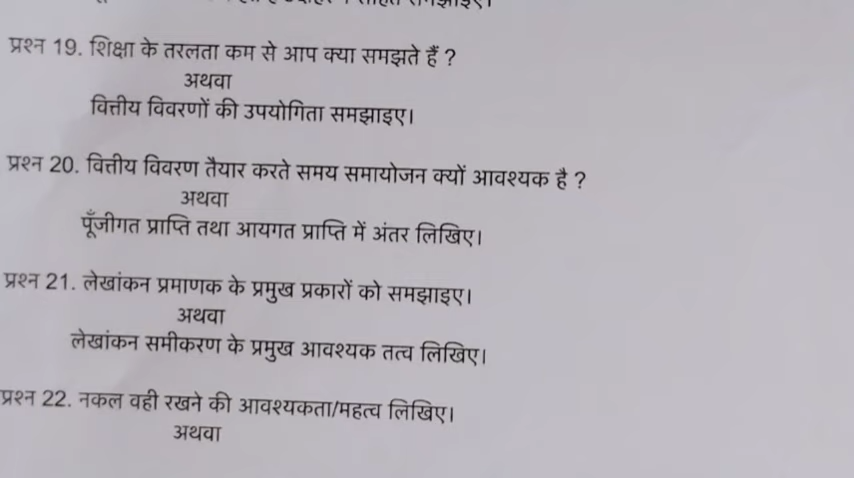 प्रश्न 19. शिक्षा के तरलता कम से आप क्या समझते हैं ?
अथवा
वित्तीय विवरणों की उपयोगिता समझाइए।
प्रश्न 20. वित्तीय विवरण तैयार करते समय समायोजन क्यों आवश्यक है ?
अथवा
पूँजीगत प्राप्ति तथा आयगत प्राप्ति में अंतर लिखिए।
प्रश्न 21. लेखांकन प्रमाणक के प्रमुख प्रकारों को समझाइए।
अथवा
लेखांकन समीकरण के प्रमुख आवश्यक तत्व लिखिए।
प्रश्न 22. नकल वही रखने की आवश्यकता/महत्व लिखिए।
अथवा